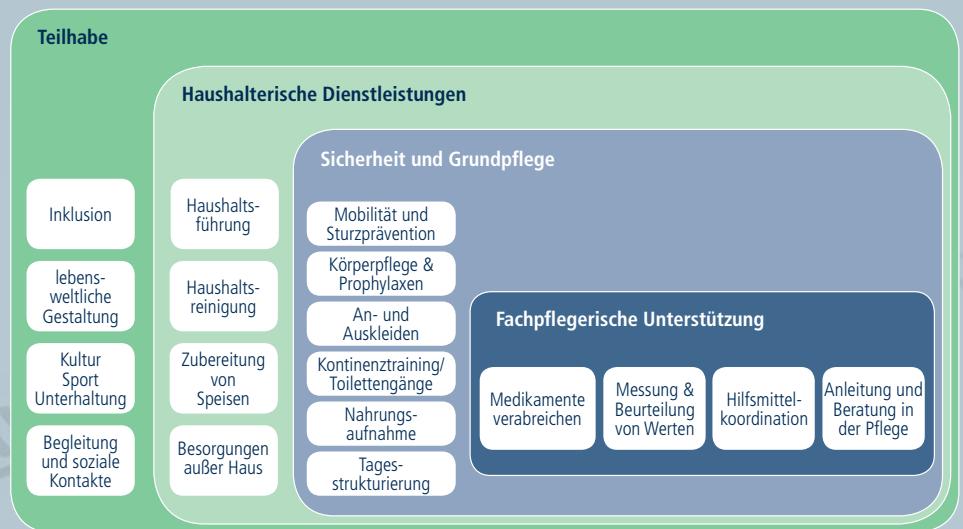 Teilhabe
Haushalterische Dienstleistungen
Sicherheit und Grundpflege
Inklusion
lebens-
weltliche
Gestaltung
Kultur
Sport
Unterhaltung
Begleitung
und soziale
Kontakte
Haushalts-
führung
Haushalts-
reinigung
Zubereitung
von
Speisen
Besorgungen
außer Haus
Mobilität und
Sturzprävention
Körperpflege &
Prophylaxen
An- und
Auskleiden
Kontinenztraining/
Toilettengänge
Nahrungs-
aufnahme
Tages-
strukturierung
Fachpflegerische Unterstützung
Medikamente
verabreichen
Messung &
Beurteilung
von Werten
Hilfsmittel-
koordination
Anleitung und
Beratung in
der Pflege